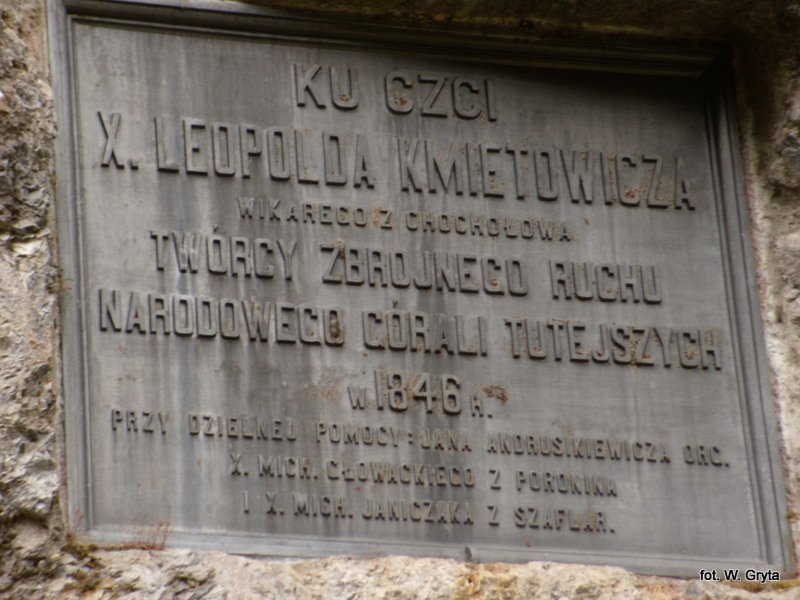 KU CZCI
X. LEOPOLDA KMIETOWICZA
WIKAREGO Z CHOCHOŁOWA
TWÓRCY ZBROJNEGO RUCHU
NARODOWEGO GÓRALI TUTEJSZYCH
W 1846 R.
PRZY DZIELNEJ POMOCY: JANA ANDRUSIKIEWICZA ORG.
X. MICH. GŁOWACKIEGO Z PORONINA
I X. MICH. JANICZAKA Z SZAFLAR.
fot. W. Gryta